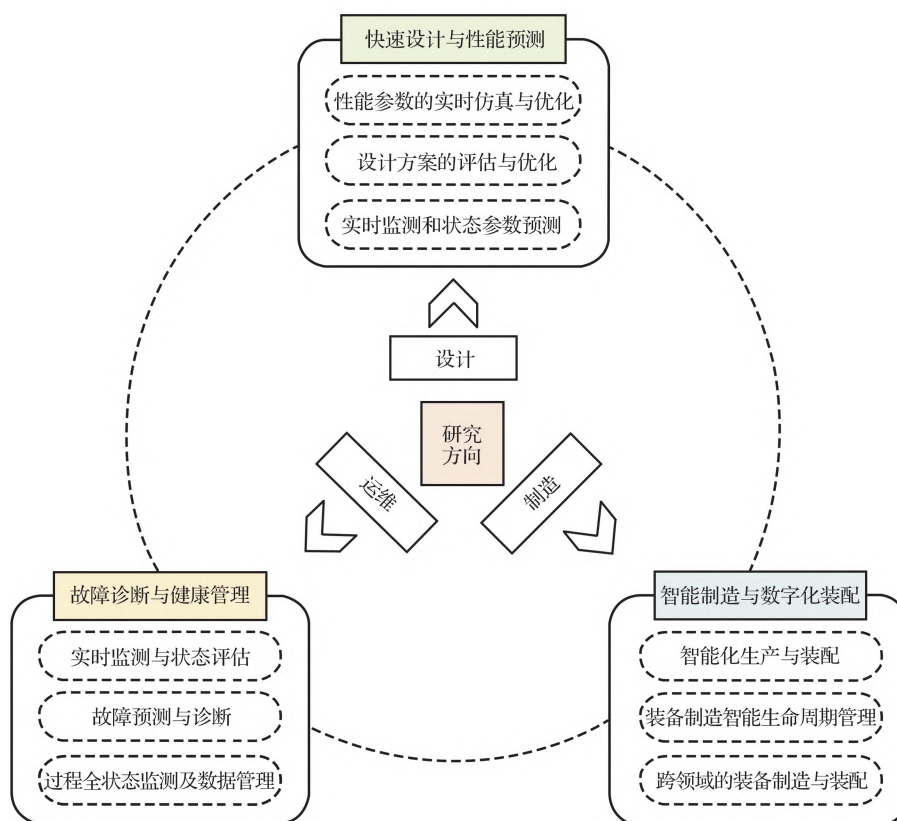 快速设计与性能预测
性能参数的实时仿真与优化
设计方案的评估与优化
实时监测和状态参数预测
设计
研究
方向
运维
制造
故障诊断与健康管理
实时监测与状态评估
故障预测与诊断
过程全状态监测及数据管理
智能制造与数字化装配
智能化生产与装配
装备制造智能生命周期管理
跨领域的装备制造与装配